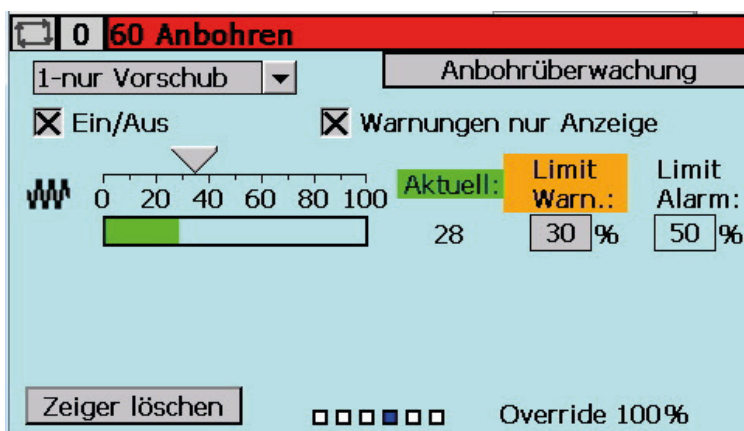 0 60 Anbohren
1-nur Vorschub
Anbohrüberwachung
Ein/Aus
Warnungen nur Anzeige
0 20 40 60 80 100
Aktuell:
Limit
Warn.:
Limit
Alarm:
28
30 %
50 %
Zeiger löschen
Override 100%